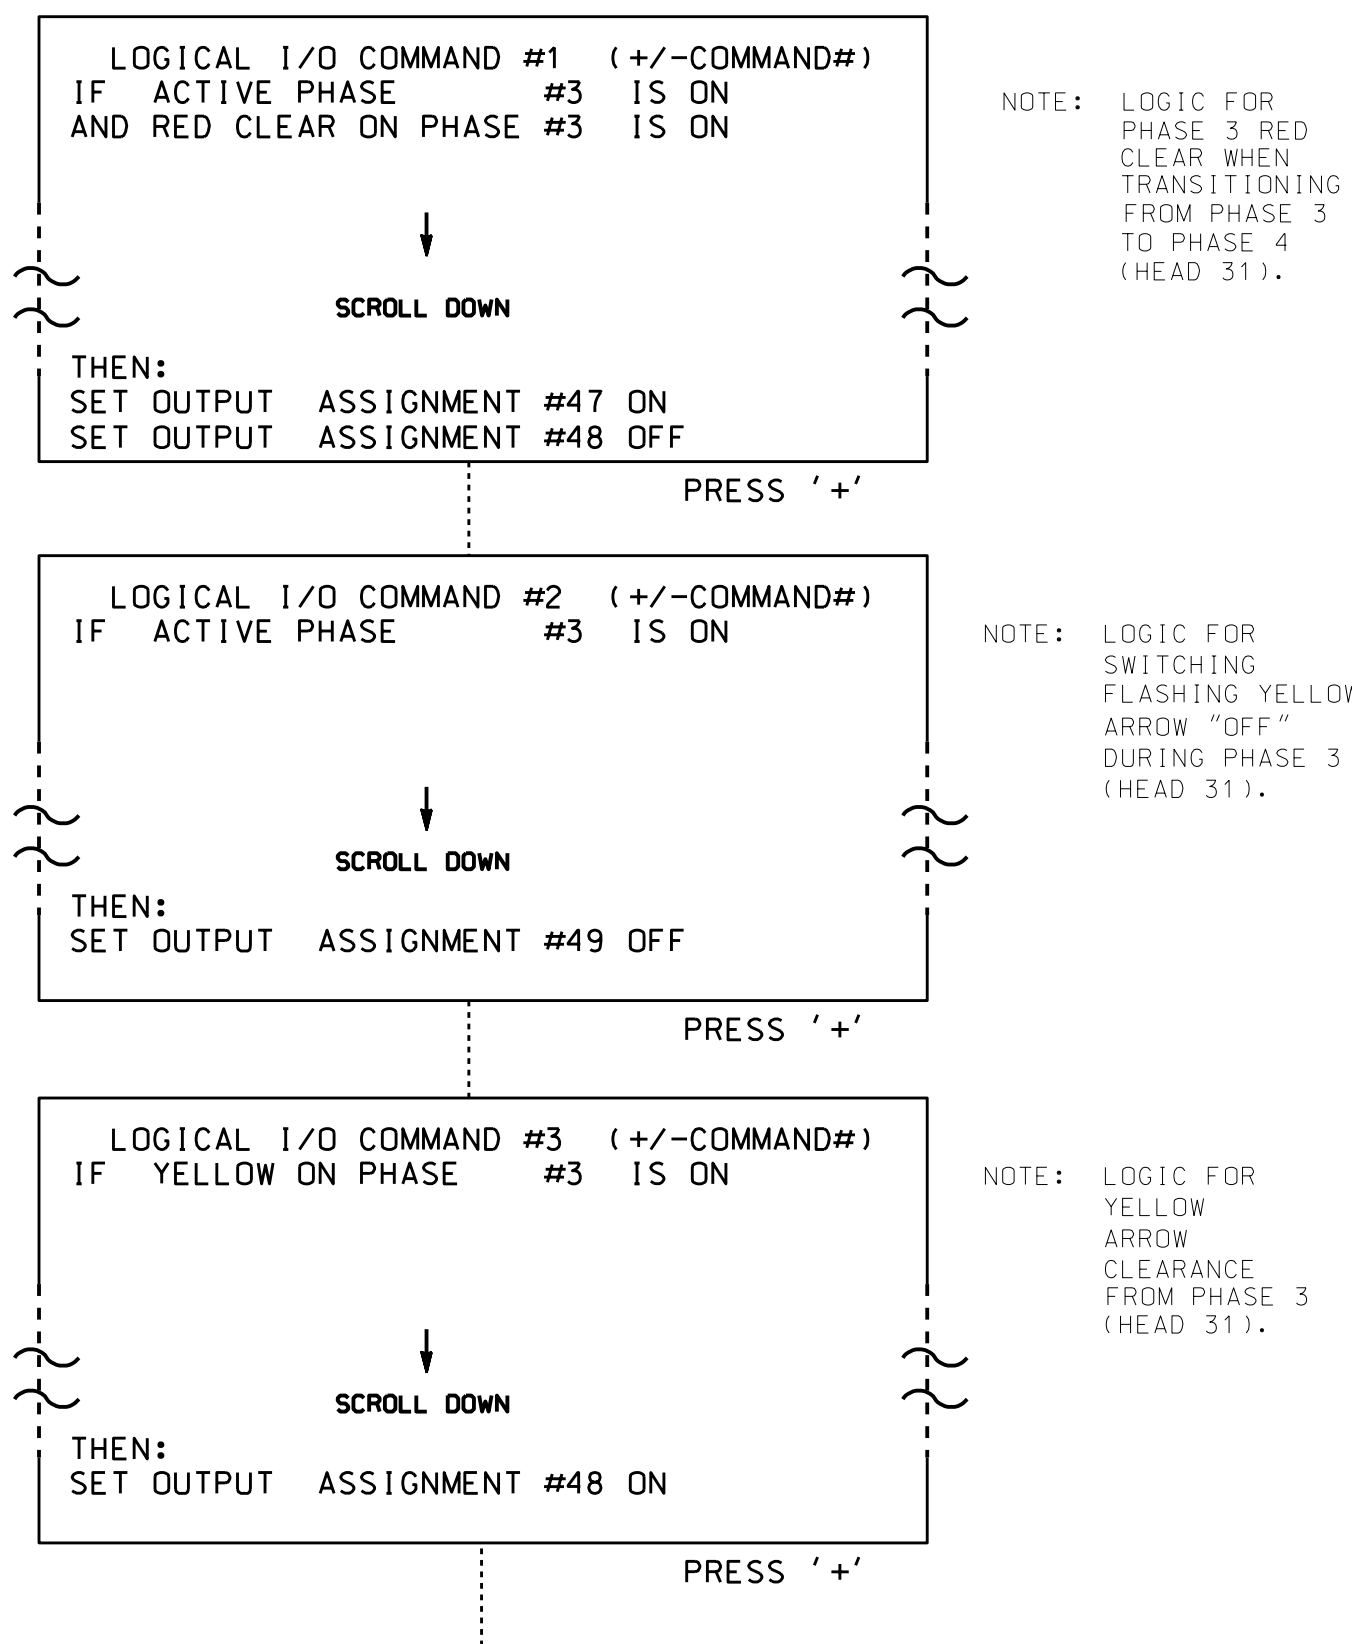 LOGICAL I/O COMMAND #1 (+/-COMMAND#)
IF ACTIVE PHASE #3 IS ON
AND RED CLEAR ON PHASE #3 IS ON
SCROLL DOWN
THEN:
SET OUTPUT ASSIGNMENT #47 ON
SET OUTPUT ASSIGNMENT #48 OFF
PRESS '+'
NOTE: LOGIC FOR
PHASE 3 RED
CLEAR WHEN
TRANSITIONING
FROM PHASE 3
TO PHASE 4
(HEAD 31).
LOGICAL I/O COMMAND #2 (+/-COMMAND#)
IF ACTIVE PHASE #3 IS ON
SCROLL DOWN
THEN:
SET OUTPUT ASSIGNMENT #49 OFF
PRESS '+'
NOTE: LOGIC FOR
SWITCHING
FLASHING YELLOW
ARROW "OFF"
DURING PHASE 3
(HEAD 31).
LOGICAL I/O COMMAND #3 (+/-COMMAND#)
IF YELLOW ON PHASE #3 IS ON
SCROLL DOWN
THEN:
SET OUTPUT ASSIGNMENT #48 ON
PRESS '+'
NOTE: LOGIC FOR
YELLOW
ARROW
CLEARANCE
FROM PHASE 3
(HEAD 31).